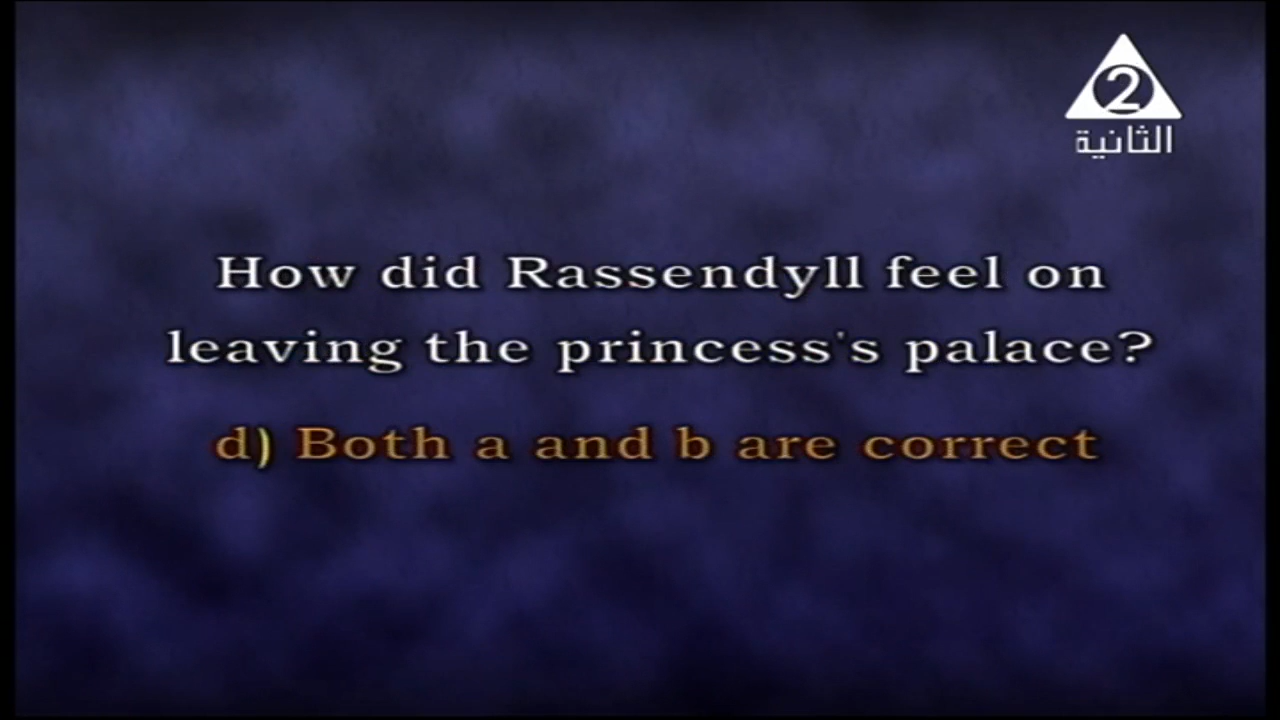 2
الثانية
How did Rassendyll feel on
leaving the princess's palace?
d) Both a and b are correct